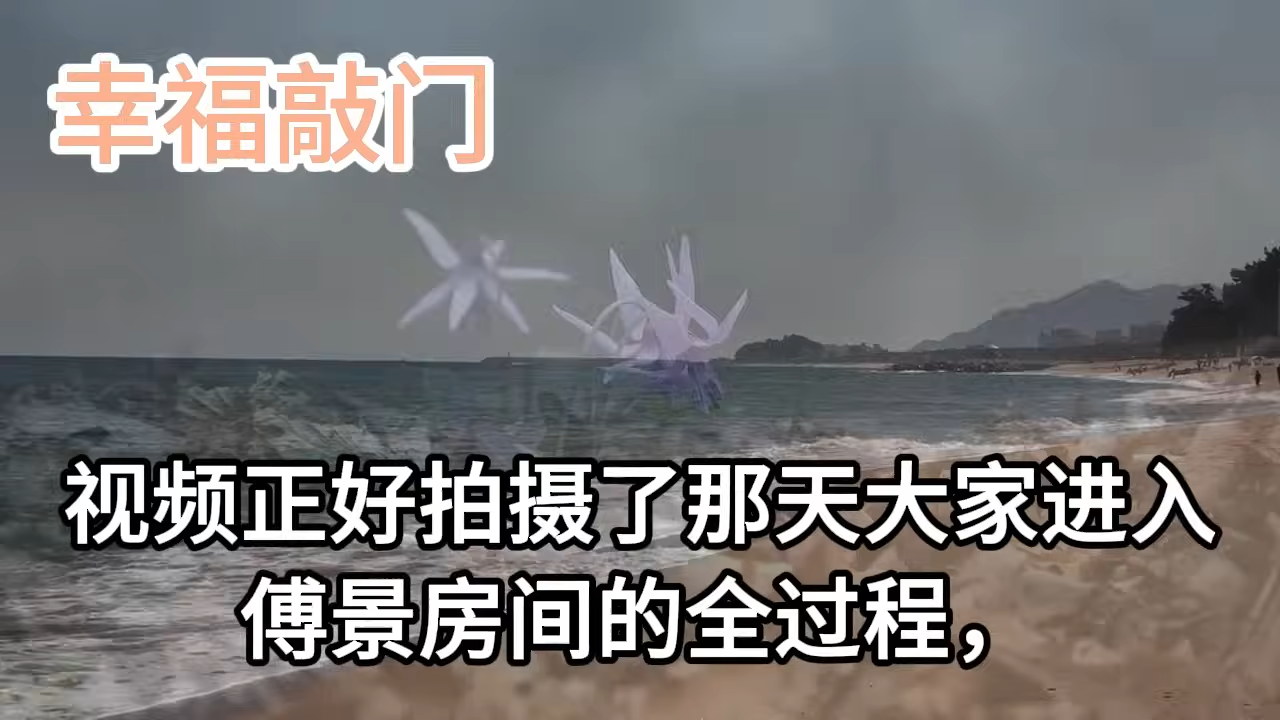 幸福敲门
视频正好拍摄了那天大家进入
傅景房间的全过程，